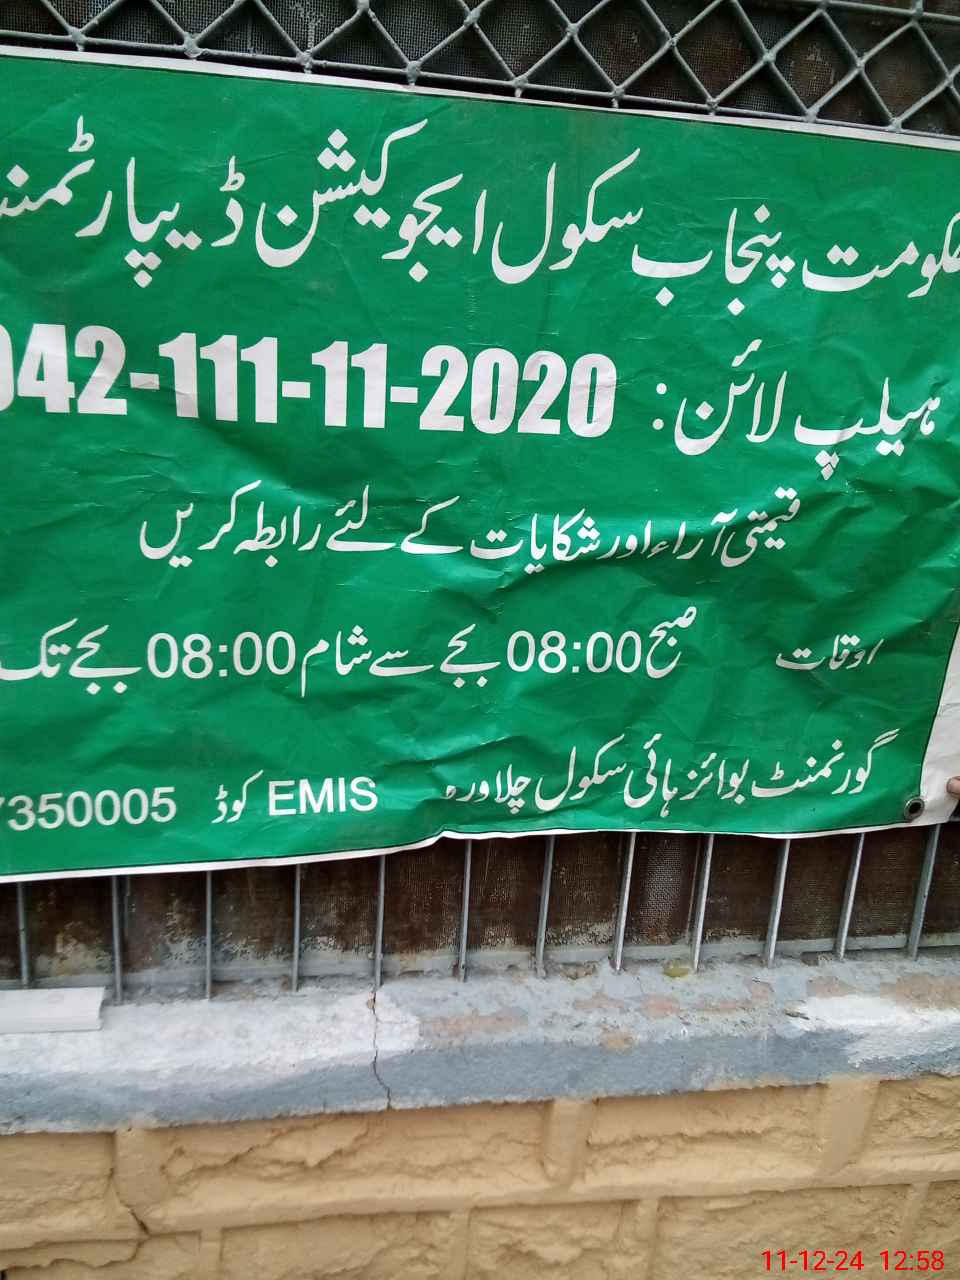 حکومت پنجاب سکول ایجوکیشن ڈیپارٹمنٹ
ہیلپ لائن: 042-111-11-2020
قیمتی آراء اور شکایات کے لئے رابطہ کریں
اوقات صبح 08:00 بجے سے شام 08:00 بجے تک
گورنمنٹ بوائز ہائی سکول چلاورہ EMIS کوڈ 7350005
11-12-24 12:58